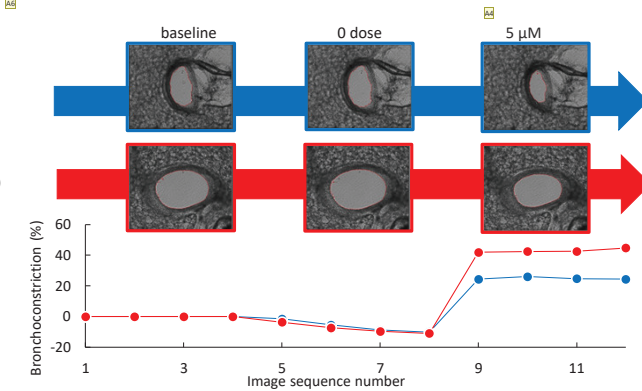 A6
A4
baseline 0 dose 5 µM
Bronchoconstriction (%)
60
40
20
0
-20
1 3 5 7 9 11
Image sequence number